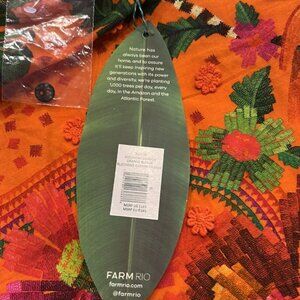 Nature has
always been our
home, and to ensure
it'll keep inspiring new
generations with its power
and diversity, we're planting
1,000 trees per day, every
day, in the Amazon and the
Atlantic Forest.
FARM RIO
farmrio.com
@farmrio